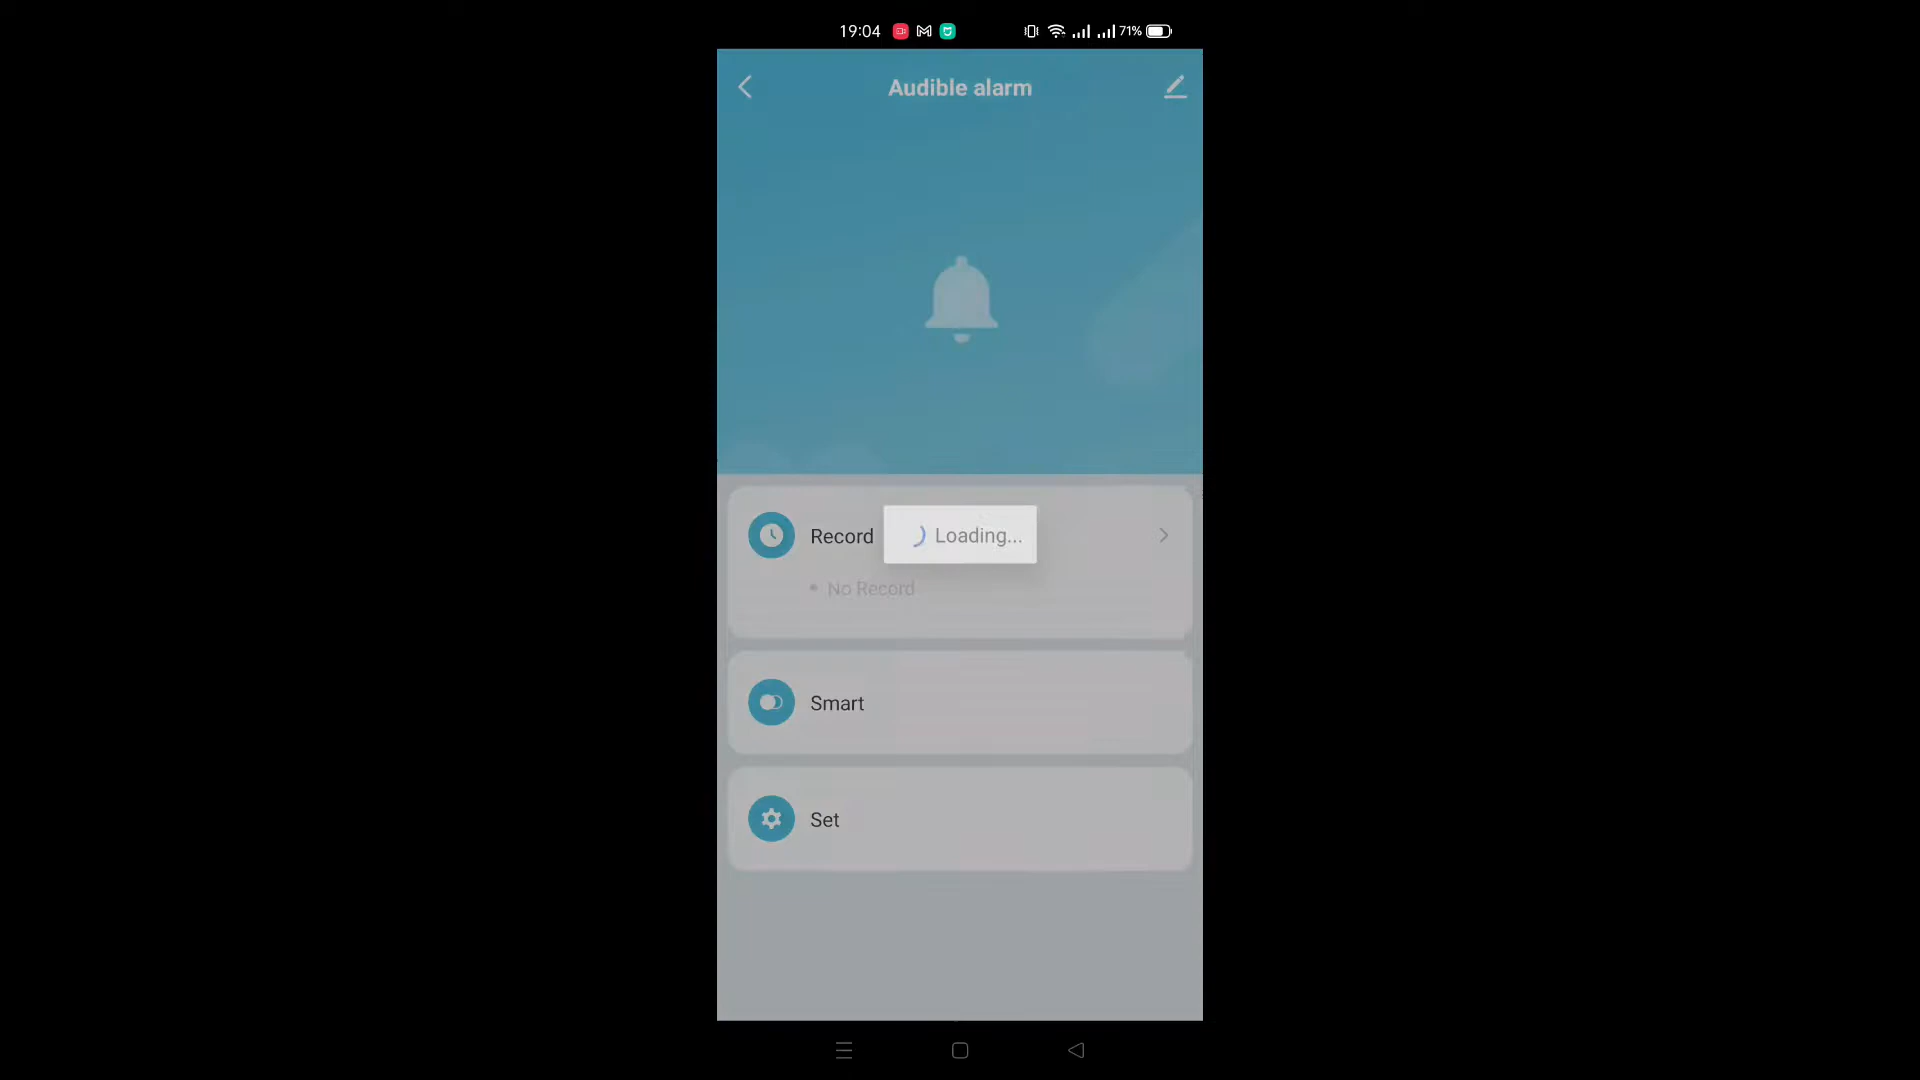 19:04 71%
Audible alarm
Record
Loading...
No Record
Smart
Set